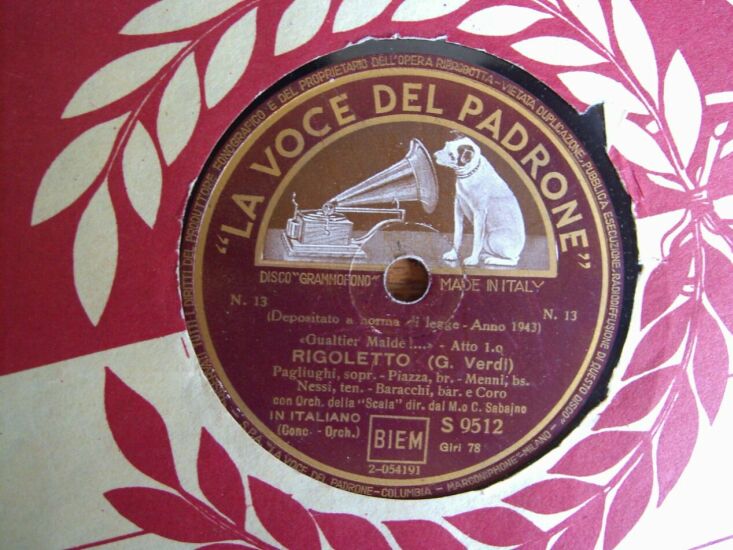 TUTTI I DIRITTI DEL PRODUTTORE FONOGRAFICO E DEL PROPRIETARIO DELL'OPERA RIPRODOTTA - VIETATA DUPLICAZIONE, PUBBLICA ESECUZIONE, RADIODIFFUSIONE DI QUESTO DISCO
"LA VOCE DEL PADRONE"
DISCO "GRAMMOFONO" MADE IN ITALY
N. 13 N. 13
(Depositato a norma di legge - Anno 1943)
«Gualtier Maldè!...» - Atto 1.o
RIGOLETTO (G. Verdi)
Pagliughi, sopr. - Piazza, br. - Menni, bs.
Nessi, ten. - Baracchi, bar. e Coro
con Orch. della "Scala" dir. dal M.o C. Sabajno
IN ITALIANO BIEM S 9512
(Conc. - Orch.) Giri 78
2-054191
S.P.A. "LA VOCE DEL PADRONE - COLUMBIA - MARCONIPHONE" - MILANO -